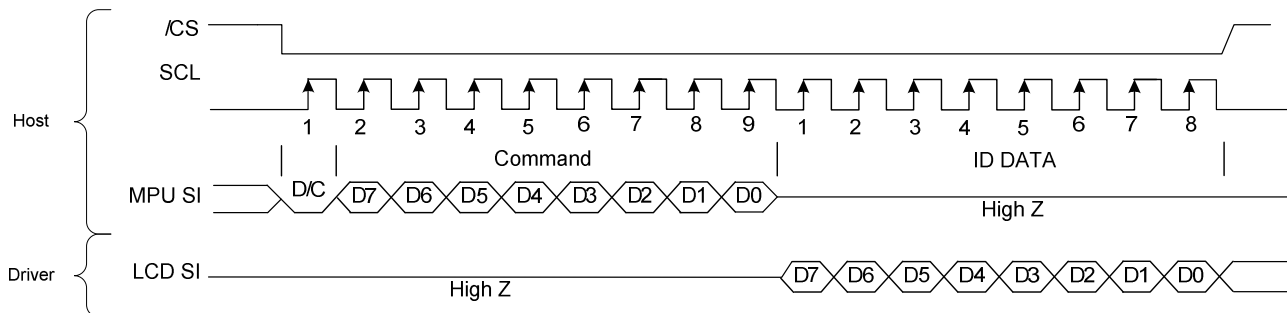 /CS
SCL
Host
1 2 3 4 5 6 7 8 9 1 2 3 4 5 6 7 8
Command ID DATA
MPU SI D/C D7 D6 D5 D4 D3 D2 D1 D0 High Z
Driver LCD SI High Z D7 D6 D5 D4 D3 D2 D1 D0